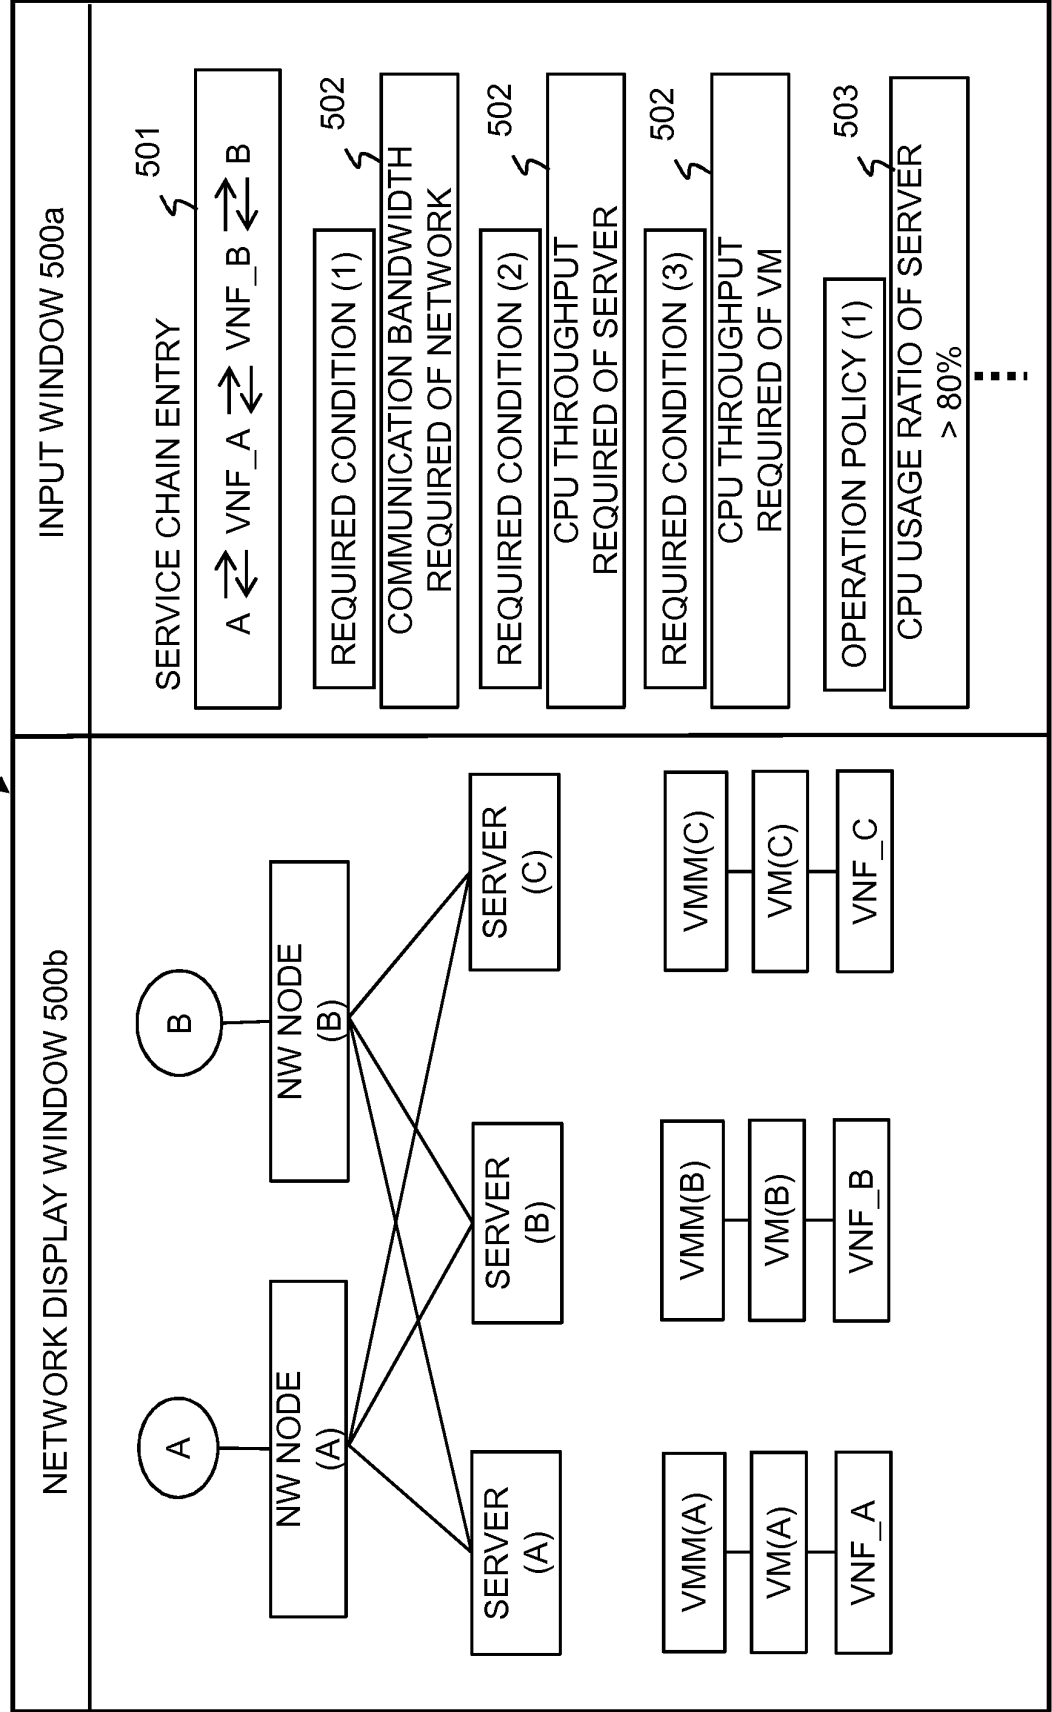 NETWORK DISPLAY WINDOW 500b
A
B
NW NODE
(A)
NW NODE
(B)
SERVER
(A)
SERVER
(B)
SERVER
(C)
VMM(A)
VM(A)
VNF_A
VMM(B)
VM(B)
VNF_B
VMM(C)
VM(C)
VNF_C
INPUT WINDOW 500a
SERVICE CHAIN ENTRY
501
A ⇄ VNF_A ⇄ VNF_B ⇄ B
REQUIRED CONDITION (1)
502
COMMUNICATION BANDWIDTH
REQUIRED OF NETWORK
REQUIRED CONDITION (2)
502
CPU THROUGHPUT
REQUIRED OF SERVER
REQUIRED CONDITION (3)
502
CPU THROUGHPUT
REQUIRED OF VM
OPERATION POLICY (1)
503
CPU USAGE RATIO OF SERVER
> 80%